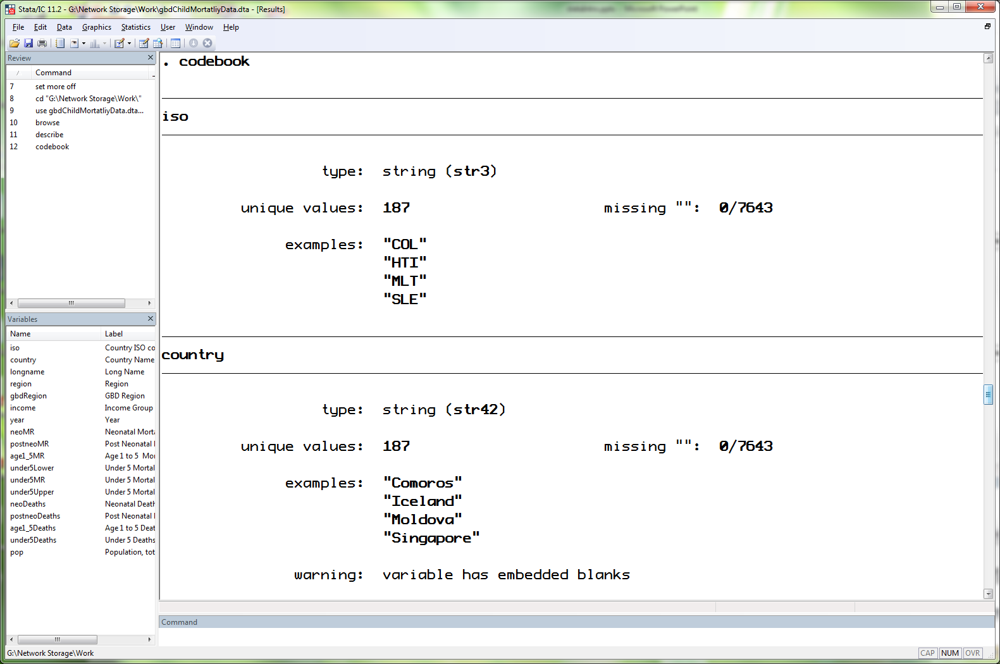 Stata/IC 11.2 - G:\Network Storage\Work\gbdChildMortatliyData.dta - [Results]
File Edit Data Graphics Statistics User Window Help
Review
Command
7 set more off
8 cd "G:\Network Storage\Work\"
9 use gbdChildMortatliyData.dta...
10 browse
11 describe
12 codebook
Variables
Name Label
iso Country ISO co
country Country Name
longname Long Name
region Region
gbdRegion GBD Region
income Income Group
year Year
neoMR Neonatal Morta
postneoMR Post Neonatal
age1_5MR Age 1 to 5 Mor
under5Lower Under 5 Mortal
under5MR Under 5 Mortal
under5Upper Under 5 Mortal
neoDeaths Neonatal Death
postneoDeaths Post Neonatal
age1_5Deaths Age 1 to 5 Deat
under5Deaths Under 5 Deaths
pop Population, tot
. codebook
iso
type: string (str3)
unique values: 187 missing "": 0/7643
examples: "COL"
"HTI"
"MLT"
"SLE"
country
type: string (str42)
unique values: 187 missing "": 0/7643
examples: "Comoros"
"Iceland"
"Moldova"
"Singapore"
warning: variable has embedded blanks
Command
G:\Network Storage\Work
CAP NUM OVR